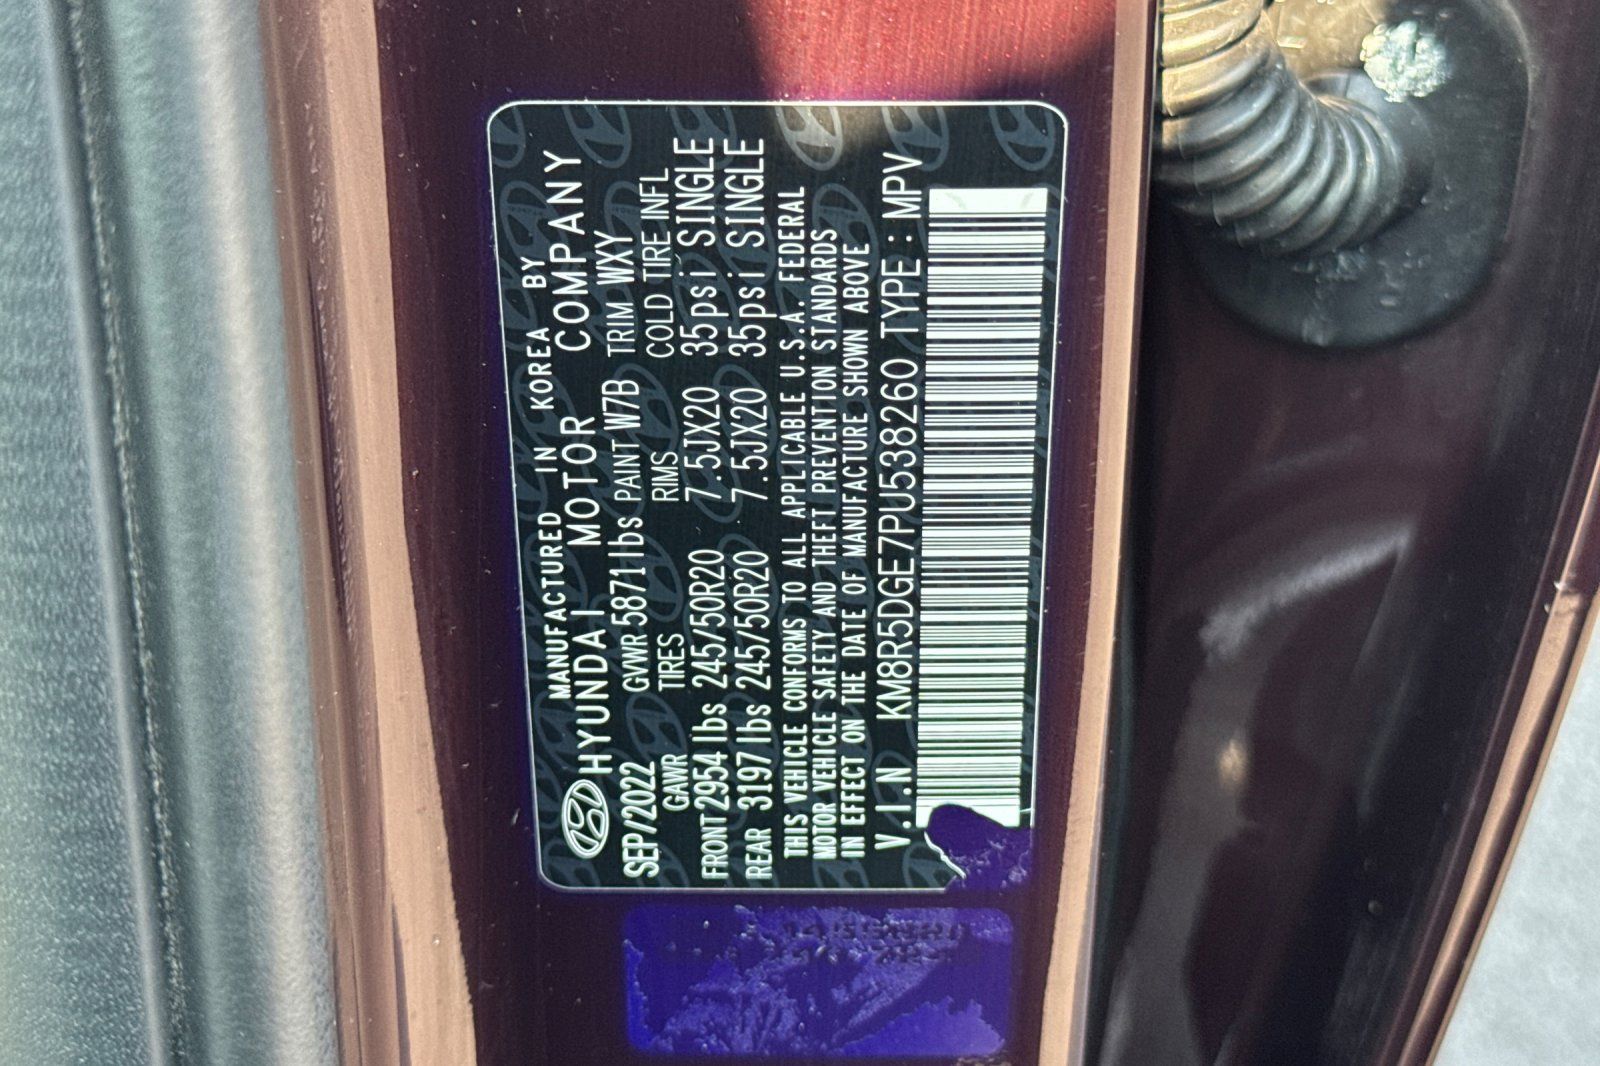 MANUFACTURED IN KOREA BY
HYUNDAI MOTOR COMPANY
SEP/2022 GVWR 5871 lbs PAINT W7B TRIM WXY
GAWR TIRES RIMS COLD TIRE INFL
FRONT 2954 lbs 245/50R20 7.5JX20 35psi SINGLE
REAR 3197 lbs 245/50R20 7.5JX20 35psi SINGLE
THIS VEHICLE CONFORMS TO ALL APPLICABLE U.S.A. FEDERAL
MOTOR VEHICLE SAFETY AND THEFT PREVENTION STANDARDS
IN EFFECT ON THE DATE OF MANUFACTURE SHOWN ABOVE
V.I.N KM8R5DGE7PU538260 TYPE : MPV